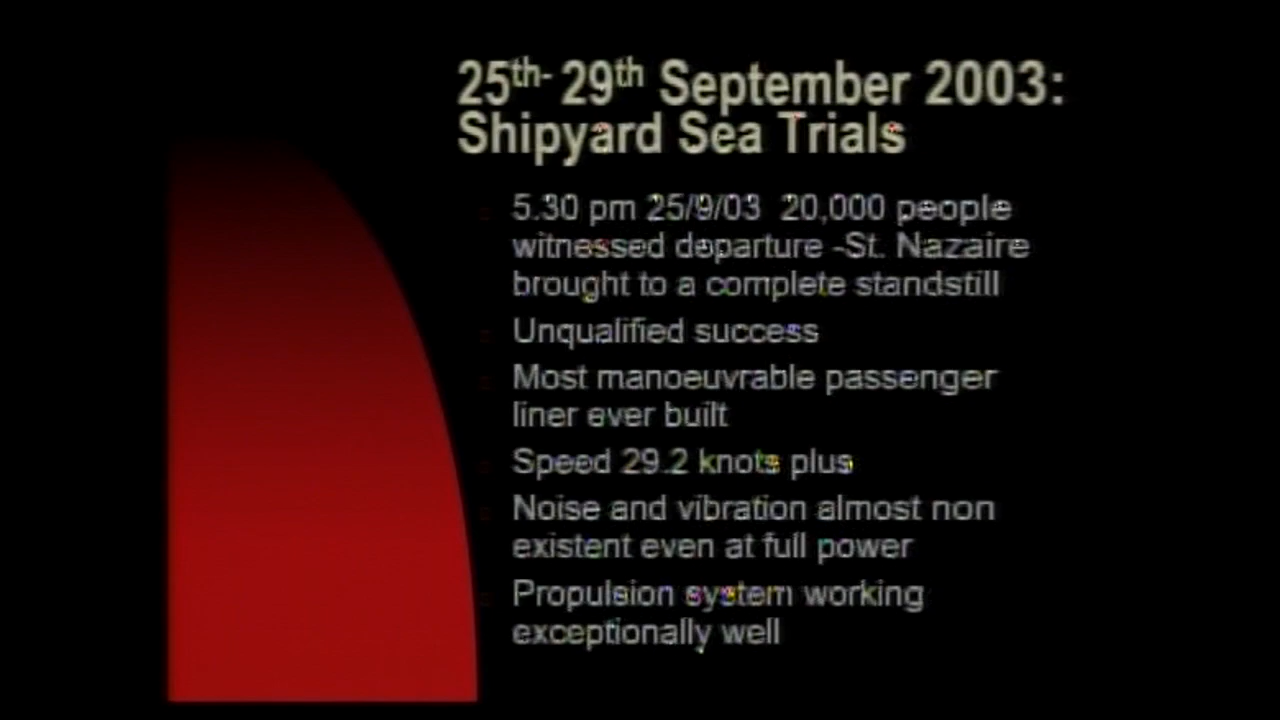 25th- 29th September 2003:
Shipyard Sea Trials
5.30 pm 25/9/03 20,000 people
witnessed departure -St. Nazaire
brought to a complete standstill
Unqualified success
Most manoeuvrable passenger
liner ever built
Speed 29.2 knots plus
Noise and vibration almost non
existent even at full power
Propulsion system working
exceptionally well